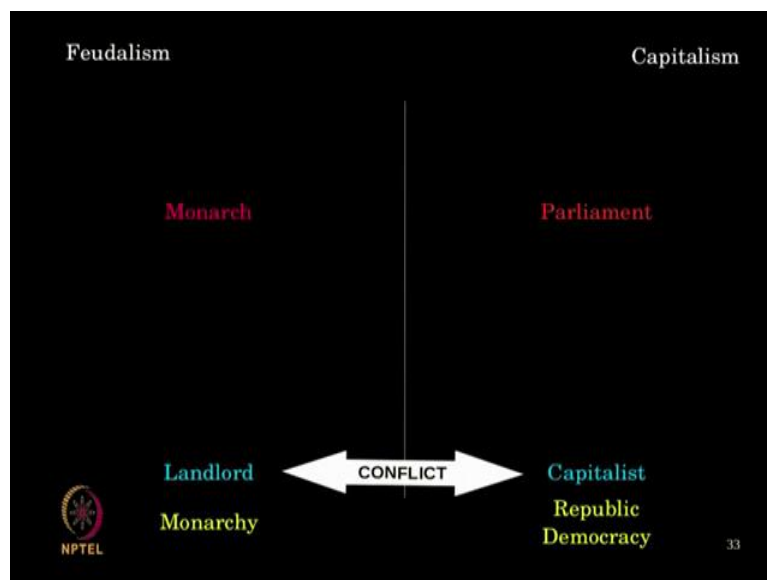 Feudalism
Capitalism
Monarch
Parliament
Landlord
CONFLICT
Capitalist
Monarchy
Republic
Democracy
NPTEL
33